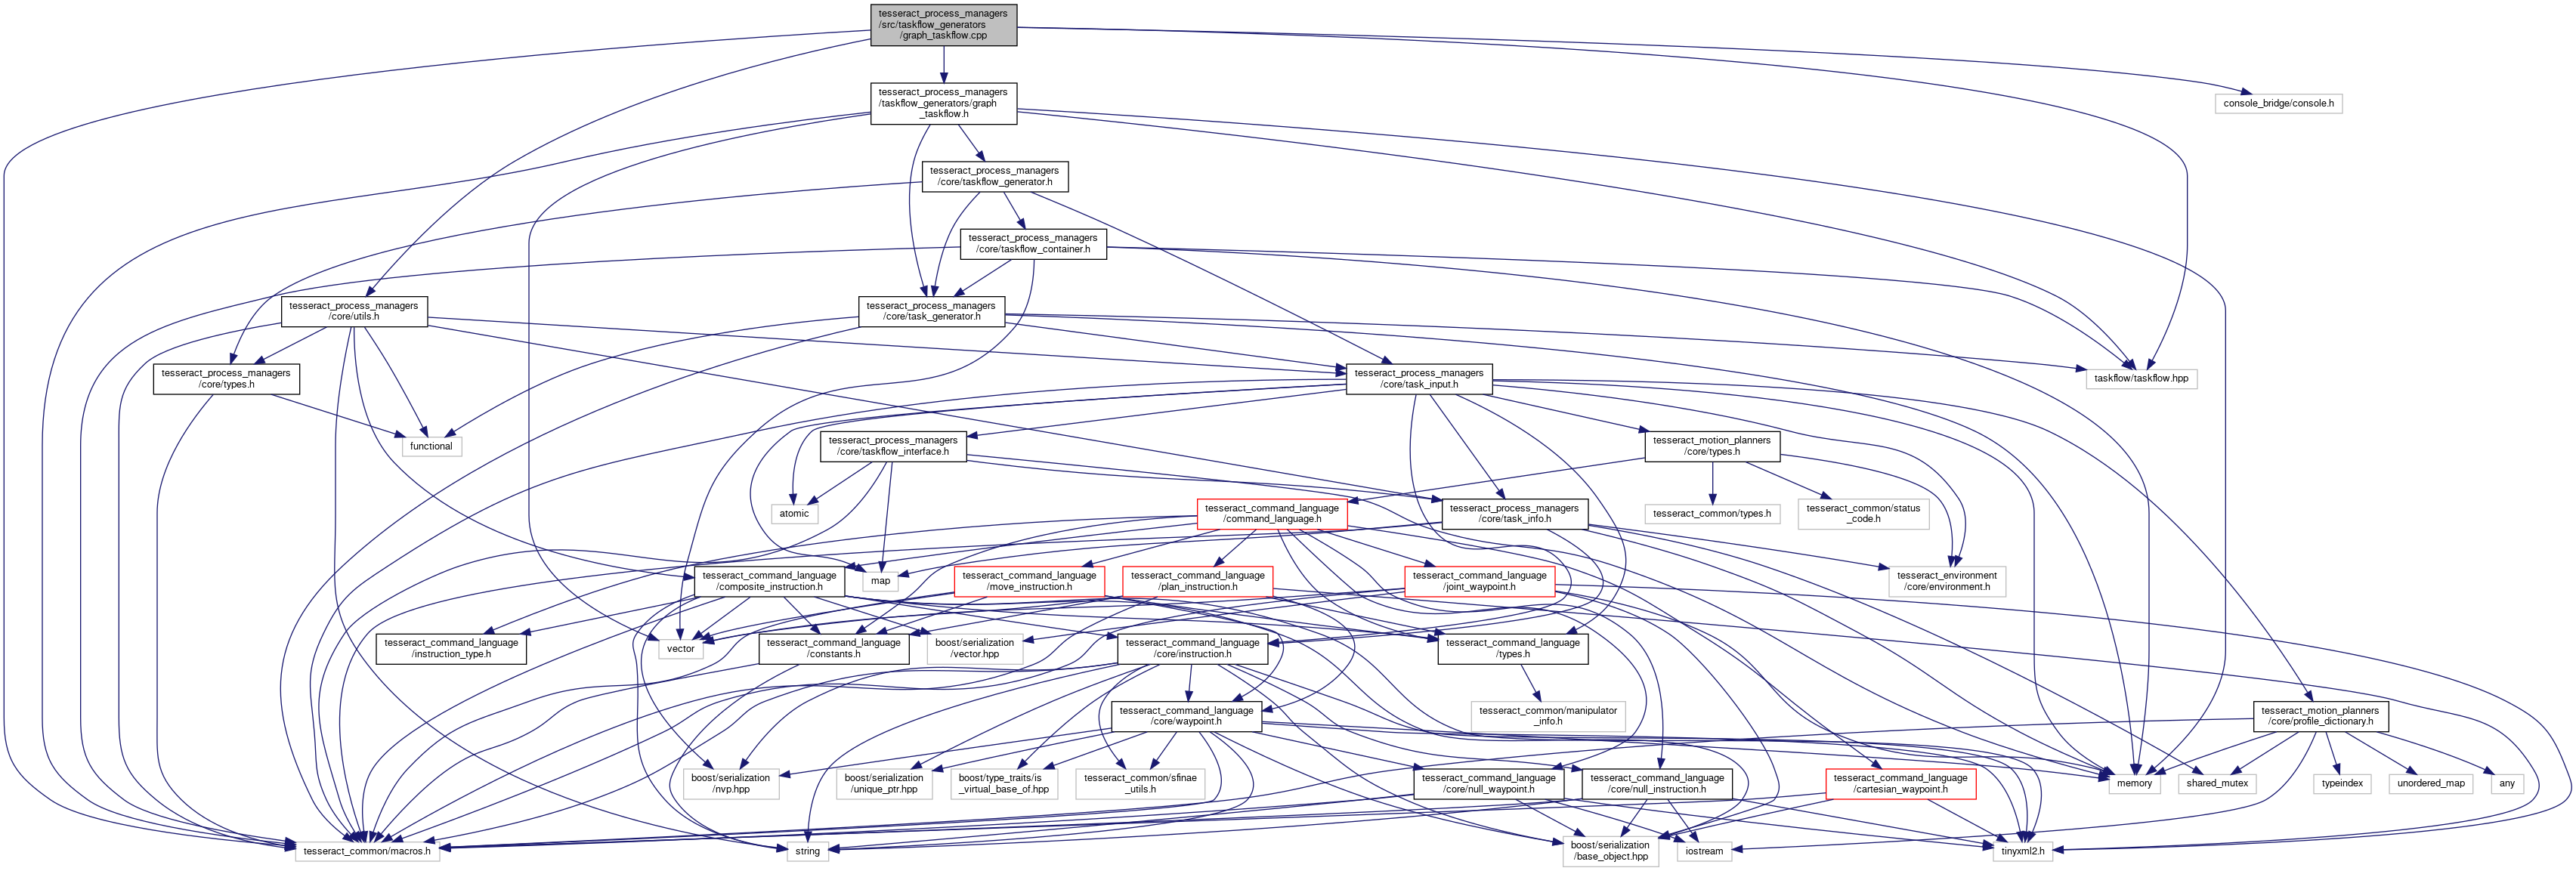 tesseract_process_managers
/src/taskflow_generators
/graph_taskflow.cpp
tesseract_process_managers
/taskflow_generators/graph
_taskflow.h
console_bridge/console.h
tesseract_process_managers
/core/taskflow_generator.h
tesseract_process_managers
/core/taskflow_container.h
tesseract_process_managers
/core/utils.h
tesseract_process_managers
/core/task_generator.h
tesseract_process_managers
/core/types.h
tesseract_process_managers
/core/task_input.h
taskflow/taskflow.hpp
functional
tesseract_process_managers
/core/taskflow_interface.h
tesseract_motion_planners
/core/types.h
atomic
tesseract_command_language
/command_language.h
tesseract_process_managers
/core/task_info.h
tesseract_common/types.h
tesseract_common/status
_code.h
tesseract_command_language
/composite_instruction.h
map
tesseract_command_language
/move_instruction.h
tesseract_command_language
/plan_instruction.h
tesseract_command_language
/joint_waypoint.h
tesseract_environment
/core/environment.h
tesseract_command_language
/instruction_type.h
vector
tesseract_command_language
/constants.h
boost/serialization
/vector.hpp
tesseract_command_language
/core/instruction.h
tesseract_command_language
/types.h
tesseract_command_language
/core/waypoint.h
tesseract_common/manipulator
_info.h
tesseract_motion_planners
/core/profile_dictionary.h
boost/serialization
/nvp.hpp
boost/serialization
/unique_ptr.hpp
boost/type_traits/is
_virtual_base_of.hpp
tesseract_common/sfinae
_utils.h
tesseract_command_language
/core/null_waypoint.h
tesseract_command_language
/core/null_instruction.h
tesseract_command_language
/cartesian_waypoint.h
memory
shared_mutex
typeindex
unordered_map
any
tesseract_common/macros.h
string
boost/serialization
/base_object.hpp
iostream
tinyxml2.h